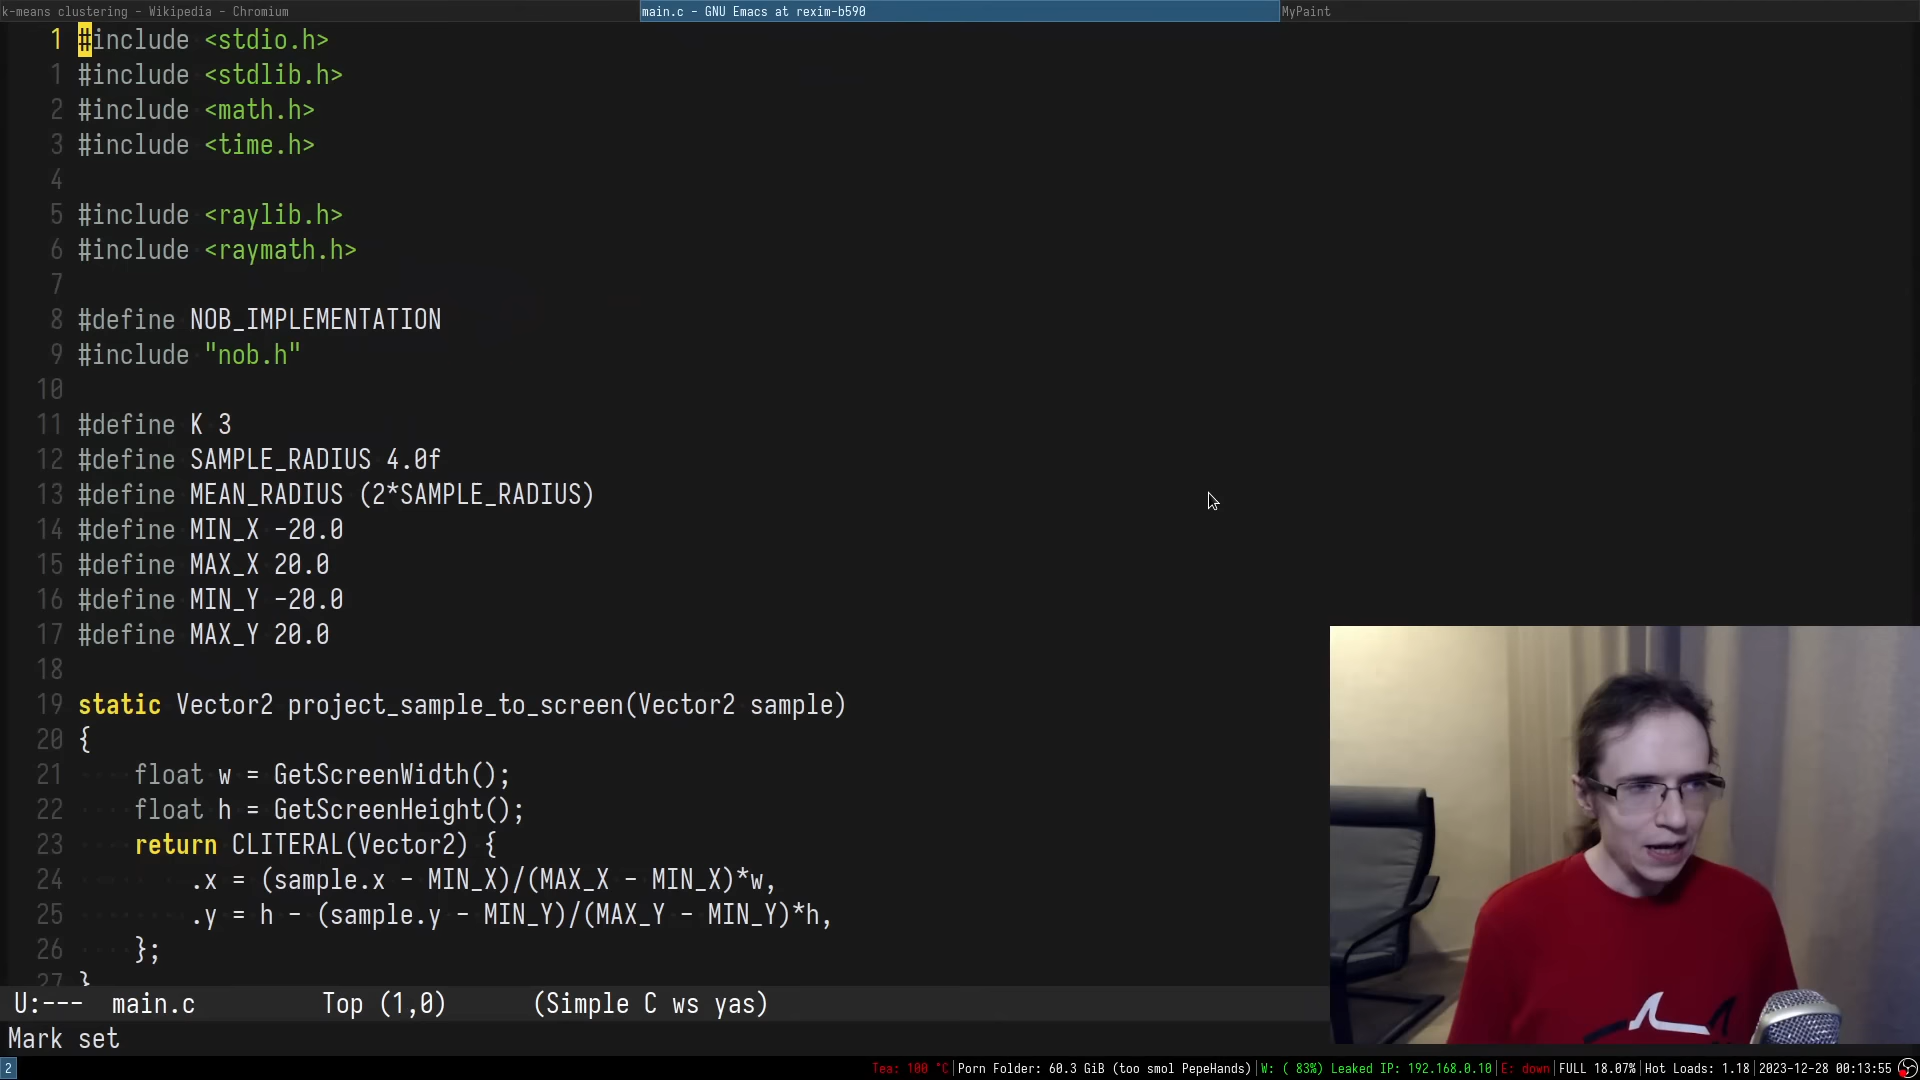 k-means clustering - Wikipedia - Chromium
main.c - GNU Emacs at rexim-b590
MyPaint
1 #include <stdio.h>
1 #include <stdlib.h>
2 #include <math.h>
3 #include <time.h>
4
5 #include <raylib.h>
6 #include <raymath.h>
7
8 #define NOB_IMPLEMENTATION
9 #include "nob.h"
10
11 #define K 3
12 #define SAMPLE_RADIUS 4.0f
13 #define MEAN_RADIUS (2*SAMPLE_RADIUS)
14 #define MIN_X -20.0
15 #define MAX_X 20.0
16 #define MIN_Y -20.0
17 #define MAX_Y 20.0
18
19 static Vector2 project_sample_to_screen(Vector2 sample)
20 {
21 float w = GetScreenWidth();
22 float h = GetScreenHeight();
23 return CLITERAL(Vector2) {
24 .x = (sample.x - MIN_X)/(MAX_X - MIN_X)*w,
25 .y = h - (sample.y - MIN_Y)/(MAX_Y - MIN_Y)*h,
26 };
27 }
U:--- main.c Top (1,0) (Simple C ws yas)
Mark set
2 Tea: 100 °C|Porn Folder: 60.3 GiB (too smol PepeHands)|W: ( 83%) Leaked IP: 192.168.0.10|E: down|FULL 18.07%|Hot Loads: 1.18|2023-12-28 00:13:55